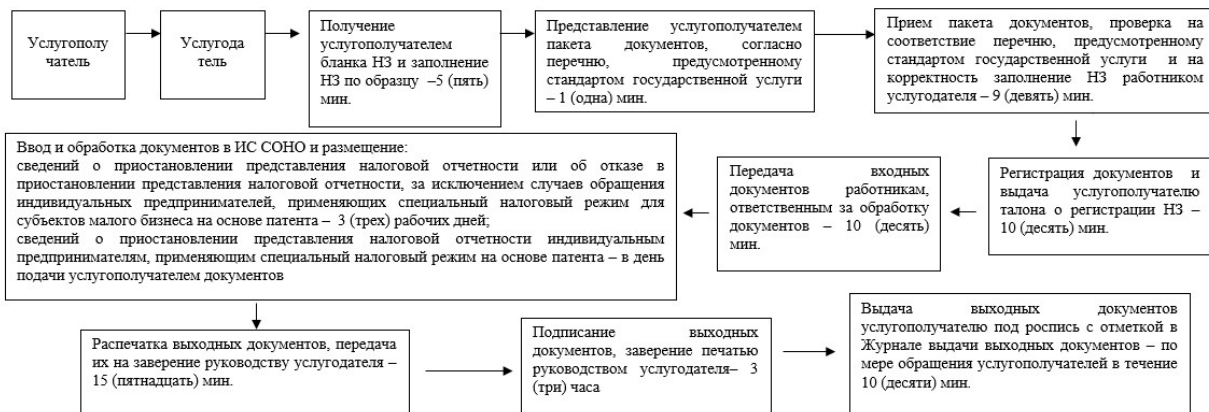 Услугополу
чатель
Услугода
тель
Получение
услугополучателем
бланка НЗ и заполнение
НЗ по образцу –5 (пять)
мин.
Представление услугополучателем
пакета документов, согласно
перечню, предусмотренному
стандартом государственной услуги
– 1 (одна) мин.
Прием пакета документов, проверка на
соответствие перечню, предусмотренному
стандартом государственной услуги и на
корректность заполнение НЗ работником
услугодателя – 9 (девять) мин.
Регистрация документов и
выдача услугополучателю
талона о регистрации НЗ –
10 (десять) мин.
Передача входных
документов работникам,
ответственным за обработку
документов – 10 (десять)
мин.
Ввод и обработка документов в ИС СОНО и размещение:
сведений о приостановлении представления налоговой отчетности или об отказе в
приостановлении представления налоговой отчетности, за исключением случаев обращения
индивидуальных предпринимателей, применяющих специальный налоговый режим для
субъектов малого бизнеса на основе патента – 3 (трех) рабочих дней;
сведений о приостановлении представления налоговой отчетности индивидуальным
предпринимателям, применяющим специальный налоговый режим на основе патента – в день
подачи услугополучателем документов
Распечатка выходных документов, передача
их на заверение руководству услугодателя –
15 (пятнадцать) мин.
Подписание выходных
документов, заверение печатью
руководством услугодателя– 3
(три) часа
Выдача выходных документов
услугополучателю под роспись с отметкой в
Журнале выдачи выходных документов – по
мере обращения услугополучателей в течение
10 (десяти) мин.